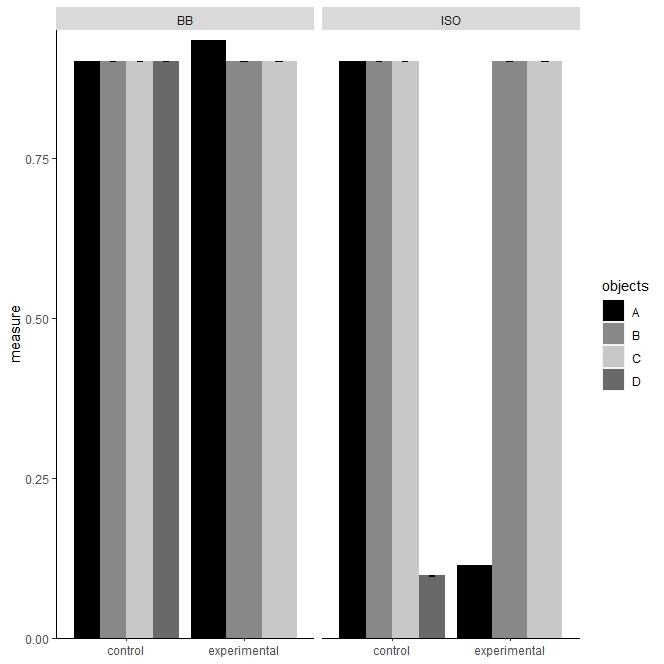 BB
ISO
measure
0.75
0.50
0.25
0.00
control
experimental
control
experimental
objects
A
B
C
D